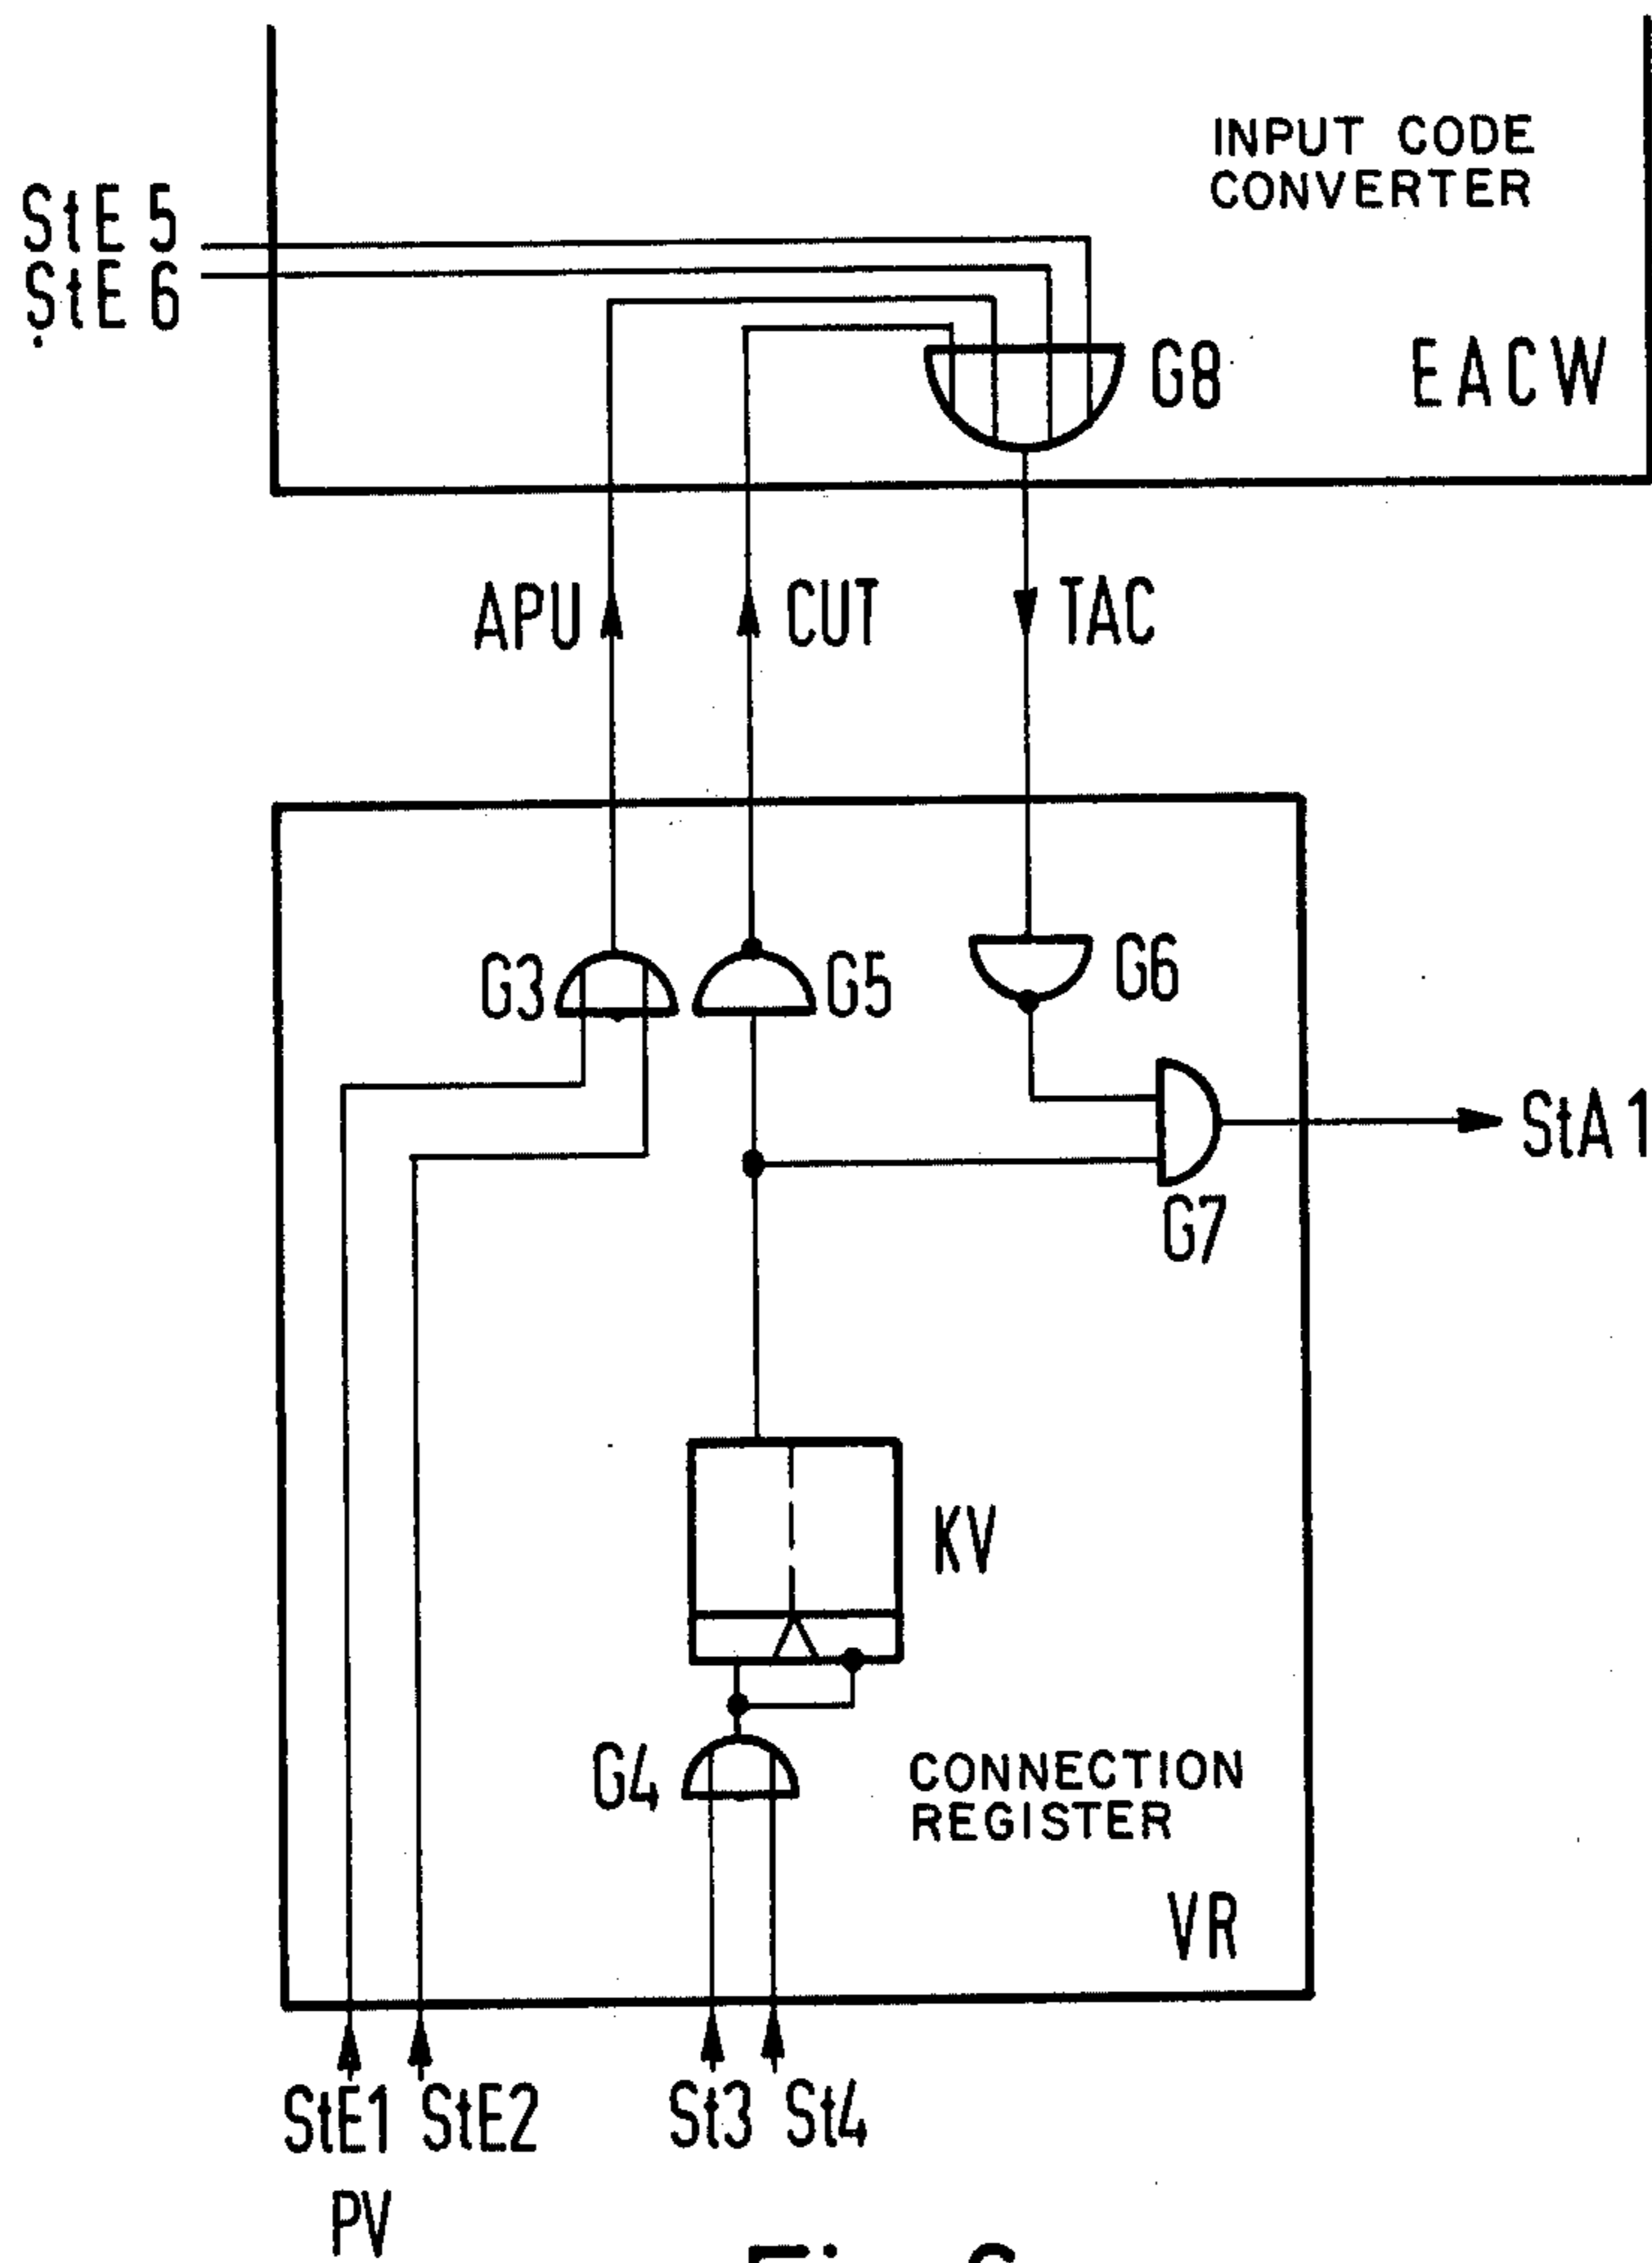 INPUT CODE
CONVERTER
StE 5
StE 6
G8
EACW
APU
CUT
TAC
G3
G5
G6
StA 1
G7
KV
G4
CONNECTION
REGISTER
VR
StE1
StE2
St3
St4
PV